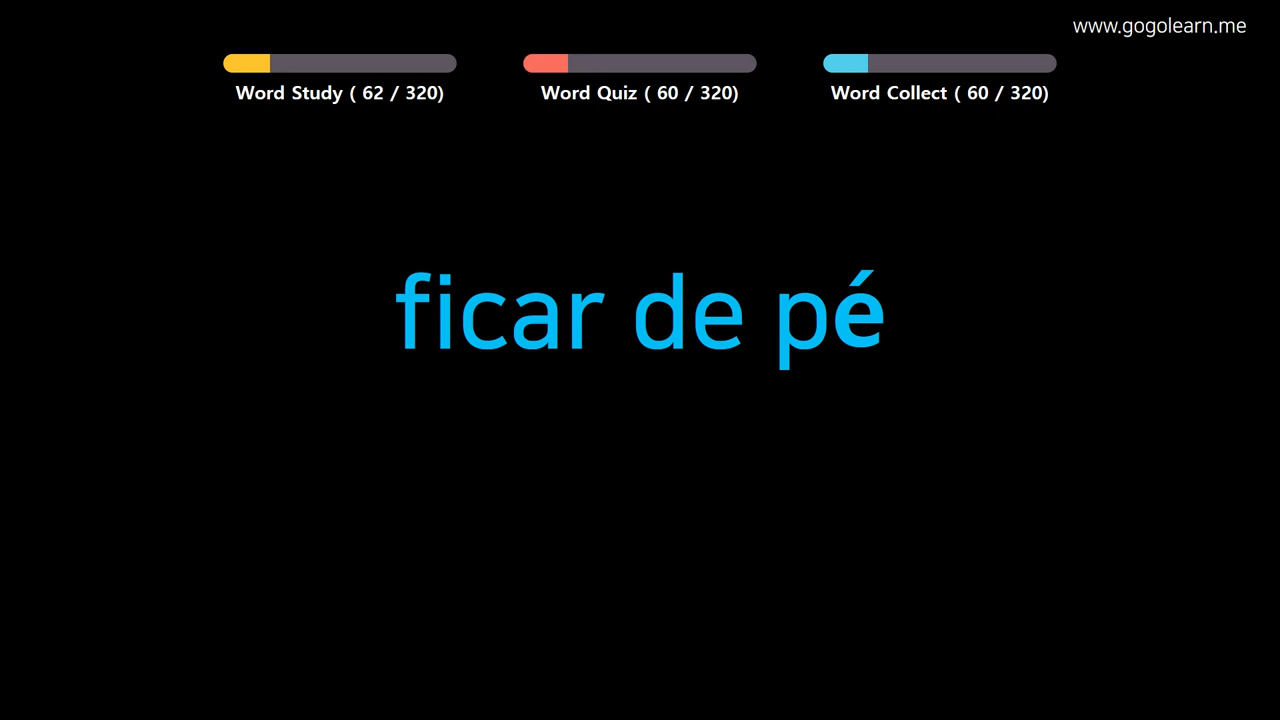 www.gogolearn.me
Word Study ( 62 / 320)
Word Quiz ( 60 / 320)
Word Collect ( 60 / 320)
ficar de pé